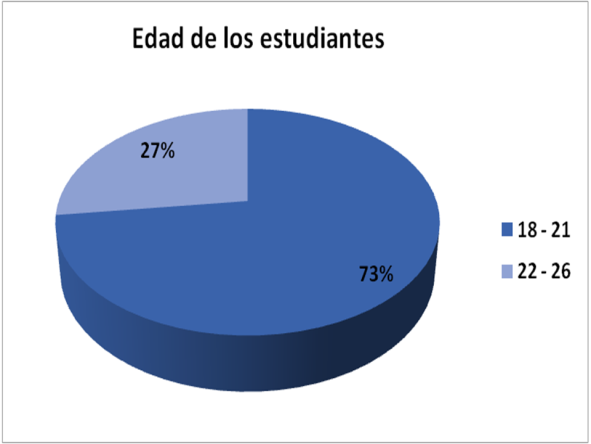 Edad de los estudiantes
27%
73%
18 - 21
22 - 26